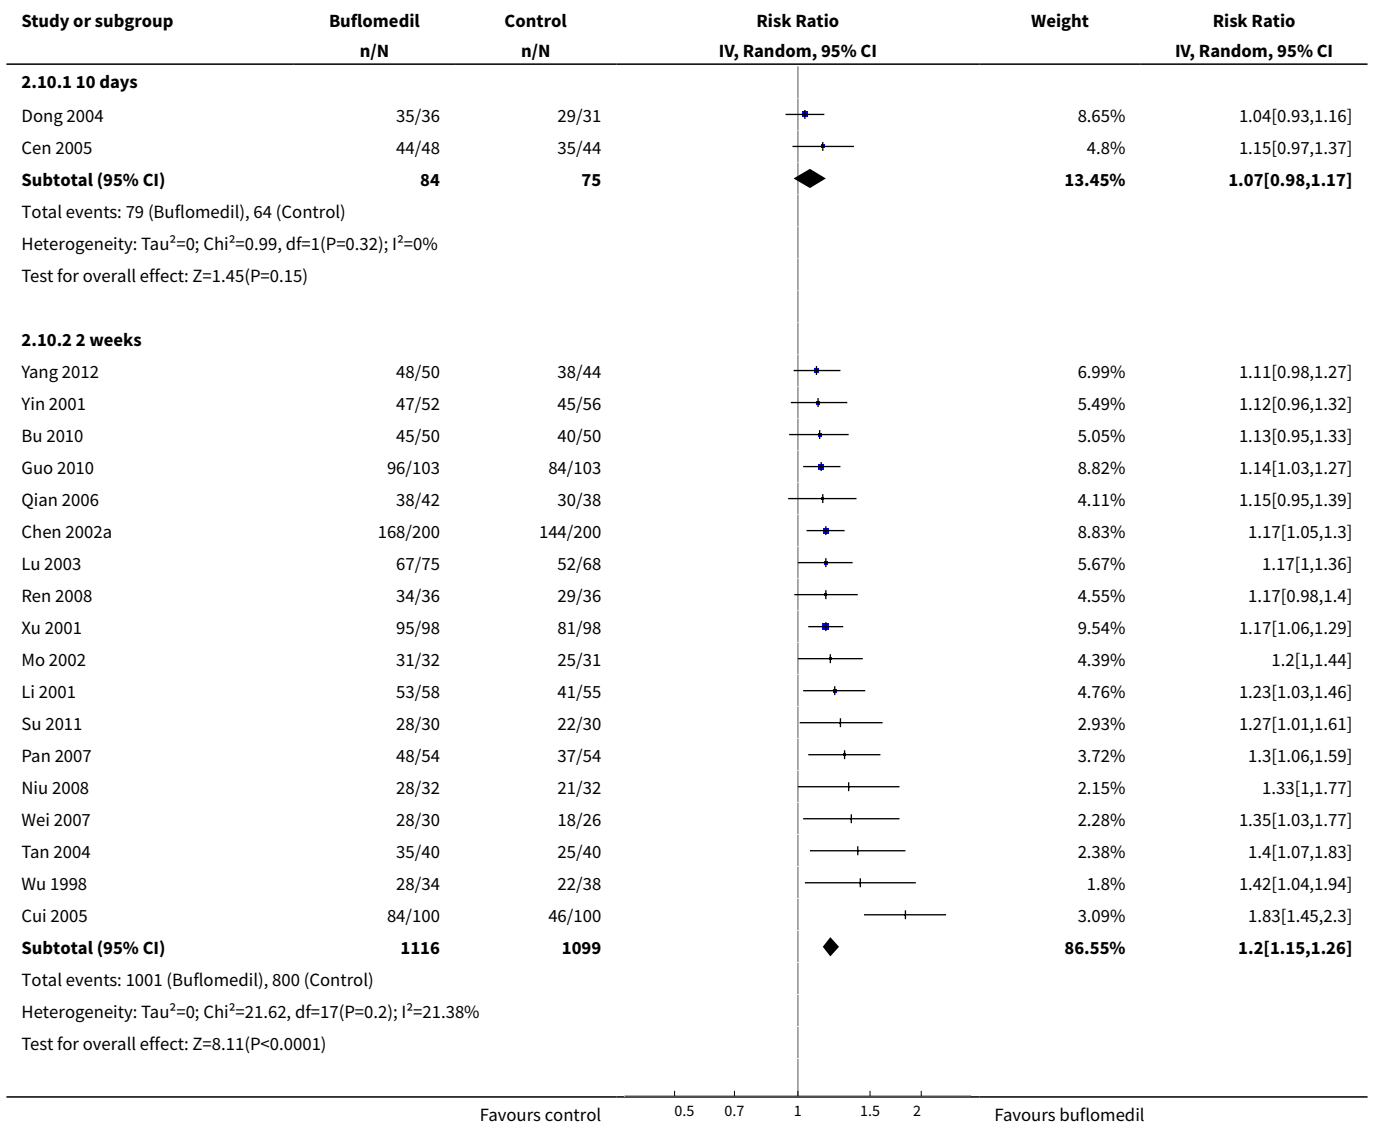 Study or subgroup Buflomedil Control Risk Ratio Weight Risk Ratio
n/N n/N IV, Random, 95% CI IV, Random, 95% CI
2.10.1 10 days
Dong 2004 35/36 29/31 8.65% 1.04[0.93,1.16]
Cen 2005 44/48 35/44 4.8% 1.15[0.97,1.37]
Subtotal (95% CI) 84 75 13.45% 1.07[0.98,1.17]
Total events: 79 (Buflomedil), 64 (Control)
Heterogeneity: Tau²=0; Chi²=0.99, df=1(P=0.32); I²=0%
Test for overall effect: Z=1.45(P=0.15)
2.10.2 2 weeks
Yang 2012 48/50 38/44 6.99% 1.11[0.98,1.27]
Yin 2001 47/52 45/56 5.49% 1.12[0.96,1.32]
Bu 2010 45/50 40/50 5.05% 1.13[0.95,1.33]
Guo 2010 96/103 84/103 8.82% 1.14[1.03,1.27]
Qian 2006 38/42 30/38 4.11% 1.15[0.95,1.39]
Chen 2002a 168/200 144/200 8.83% 1.17[1.05,1.3]
Lu 2003 67/75 52/68 5.67% 1.17[1,1.36]
Ren 2008 34/36 29/36 4.55% 1.17[0.98,1.4]
Xu 2001 95/98 81/98 9.54% 1.17[1.06,1.29]
Mo 2002 31/32 25/31 4.39% 1.2[1,1.44]
Li 2001 53/58 41/55 4.76% 1.23[1.03,1.46]
Su 2011 28/30 22/30 2.93% 1.27[1.01,1.61]
Pan 2007 48/54 37/54 3.72% 1.3[1.06,1.59]
Niu 2008 28/32 21/32 2.15% 1.33[1,1.77]
Wei 2007 28/30 18/26 2.28% 1.35[1.03,1.77]
Tan 2004 35/40 25/40 2.38% 1.4[1.07,1.83]
Wu 1998 28/34 22/38 1.8% 1.42[1.04,1.94]
Cui 2005 84/100 46/100 3.09% 1.83[1.45,2.3]
Subtotal (95% CI) 1116 1099 86.55% 1.2[1.15,1.26]
Total events: 1001 (Buflomedil), 800 (Control)
Heterogeneity: Tau²=0; Chi²=21.62, df=17(P=0.2); I²=21.38%
Test for overall effect: Z=8.11(P<0.0001)
Favours control 0.5 0.7 1 1.5 2 Favours buflomedil